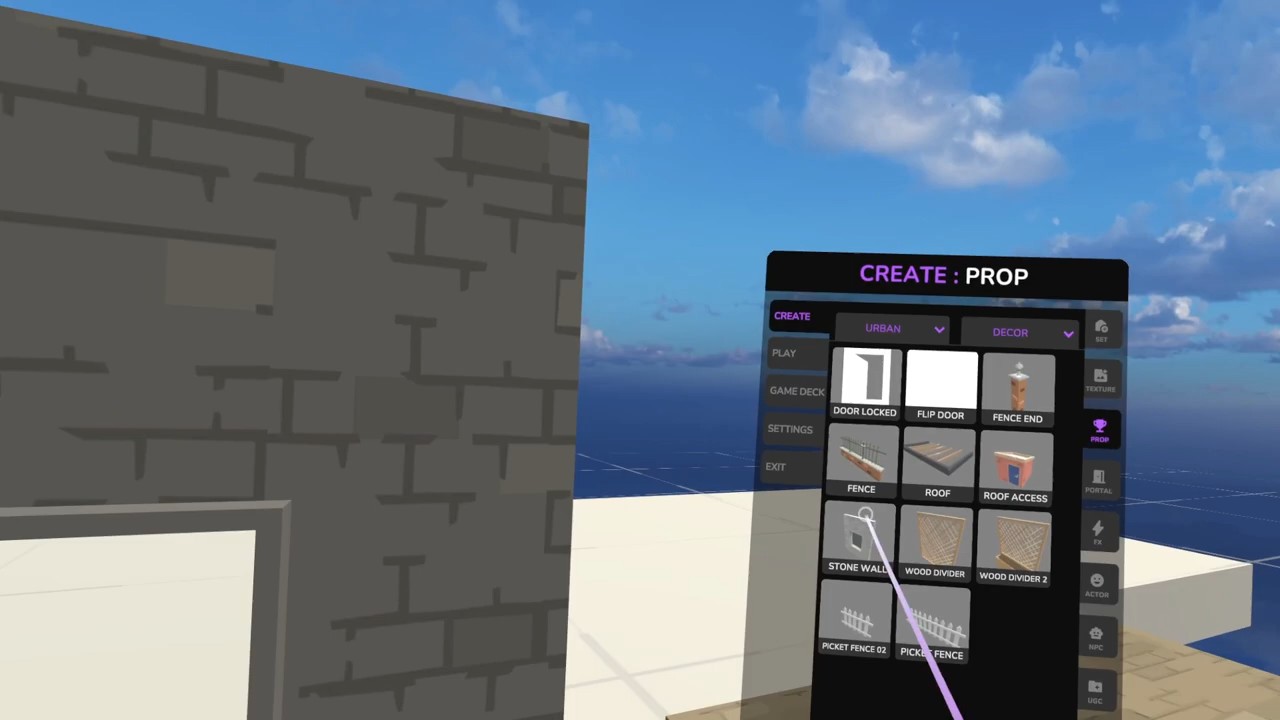 CREATE : PROP
CREATE
PLAY
GAME DECK
SETTINGS
EXIT
URBAN
DECOR
DOOR LOCKED
FLIP DOOR
FENCE END
FENCE
ROOF
ROOF ACCESS
STONE WALL
WOOD DIVIDER
WOOD DIVIDER 2
PICKET FENCE 02
PICKET FENCE
SET
TEXTURE
PROP
PORTAL
FX
ACTOR
NPC
UGC